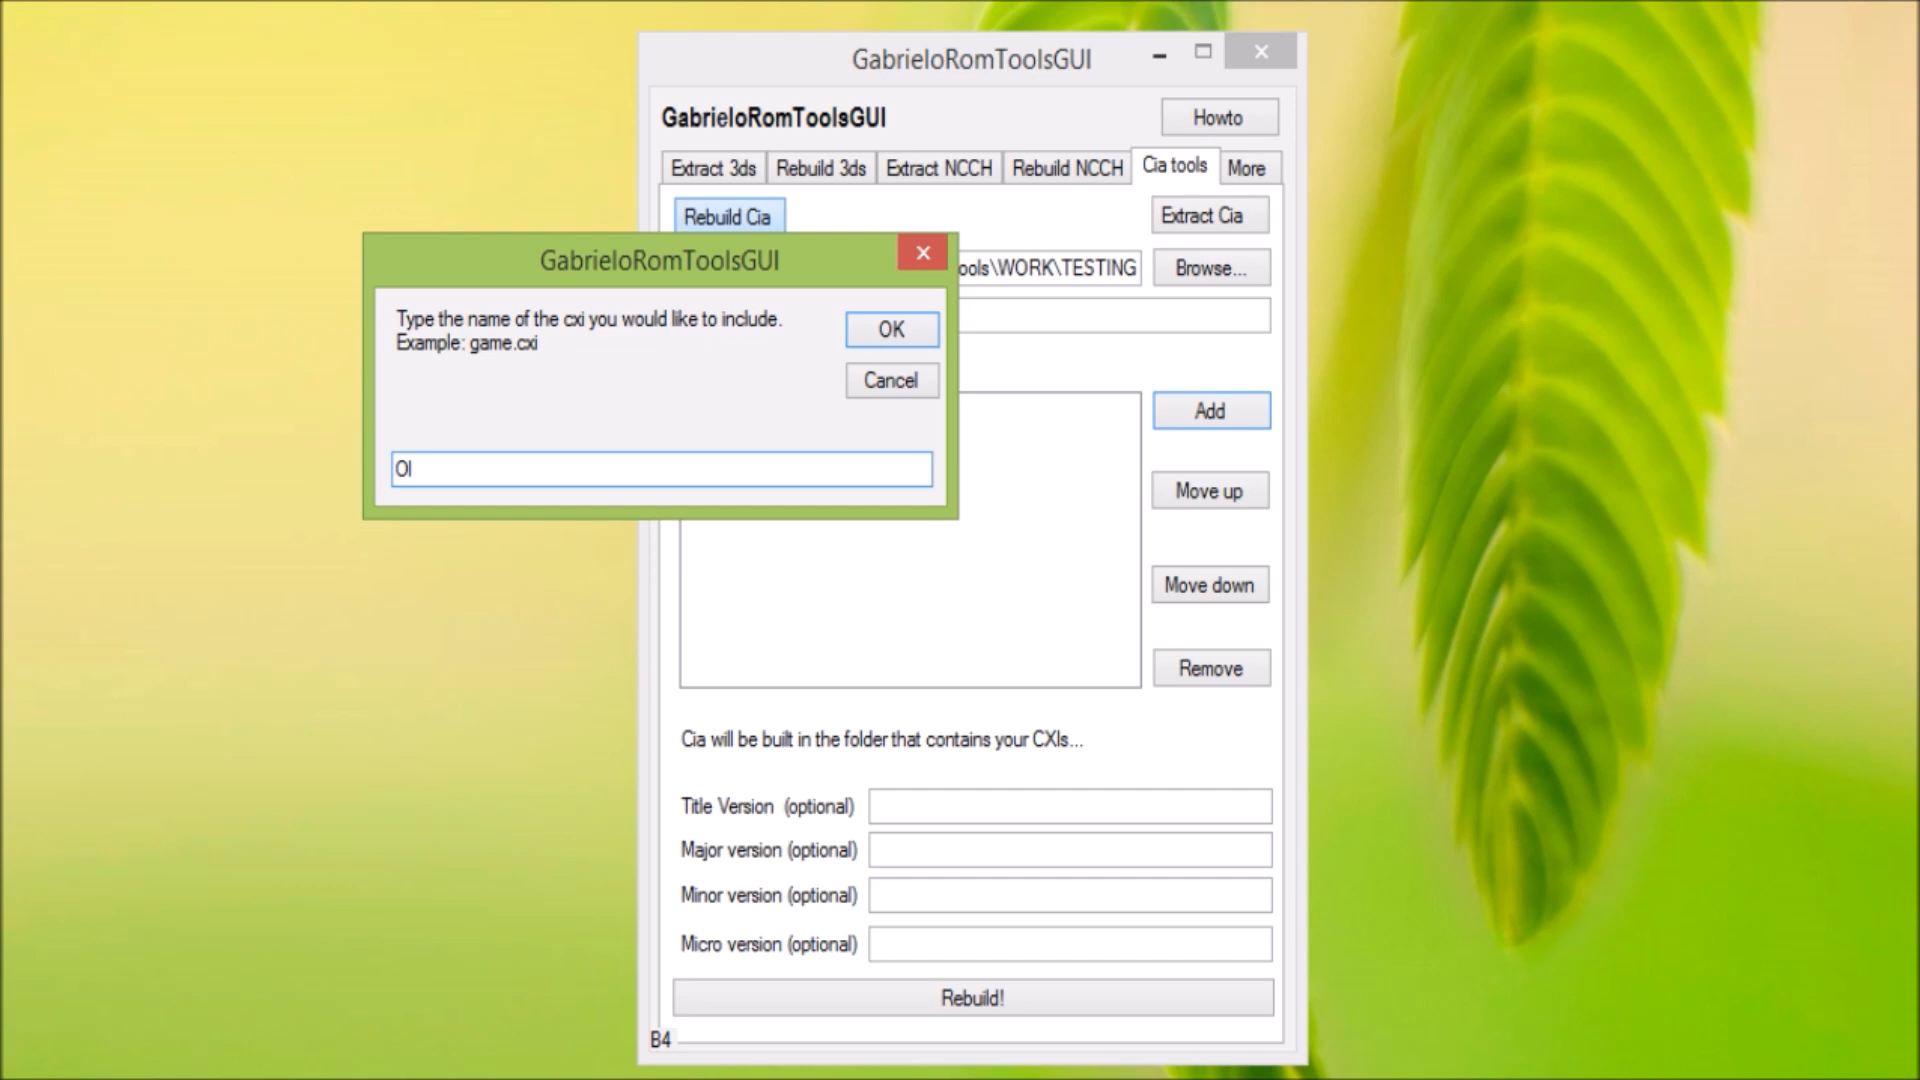 GabrieloRomToolsGUI
GabrieloRomToolsGUI
Howto
Extract 3ds
Rebuild 3ds
Extract NCCH
Rebuild NCCH
Cia tools
More
Rebuild Cia
Extract Cia
GabrieloRomToolsGUI
ools\WORK\TESTING
Browse...
Type the name of the cxi you would like to include.
Example: game.cxi
OK
Cancel
Add
Ol
Move up
Move down
Remove
Cia will be built in the folder that contains your CXIs...
Title Version (optional)
Major version (optional)
Minor version (optional)
Micro version (optional)
Rebuild!
B4